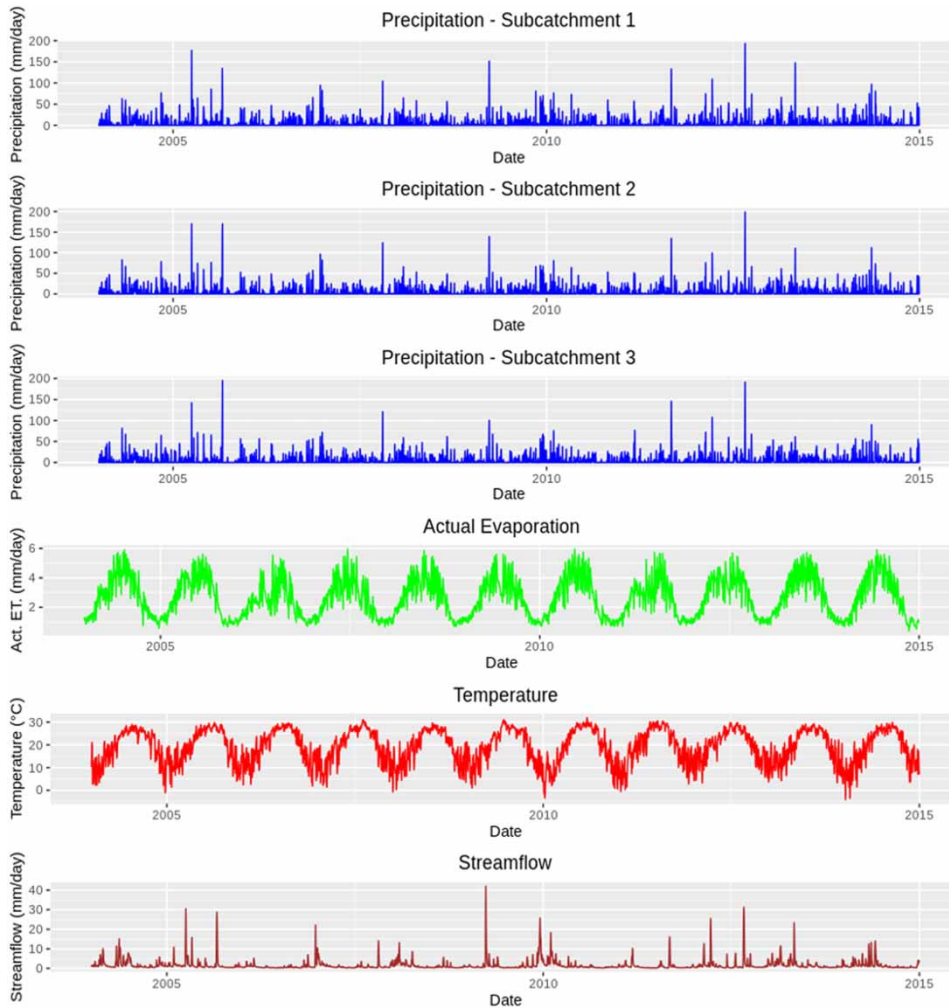 Precipitation - Subcatchment 1
Precipitation (mm/day)
200
150
100
50
0
2005
2010
2015
Date
Precipitation - Subcatchment 2
Precipitation (mm/day)
200
150
100
50
0
2005
2010
2015
Date
Precipitation - Subcatchment 3
Precipitation (mm/day)
200
150
100
50
0
2005
2010
2015
Date
Actual Evaporation
Act. ET. (mm/day)
6
4
2
2005
2010
2015
Date
Temperature
Temperature (°C)
30
20
10
0
2005
2010
2015
Date
Streamflow
Streamflow (mm/day)
40
30
20
10
0
2005
2010
2015
Date